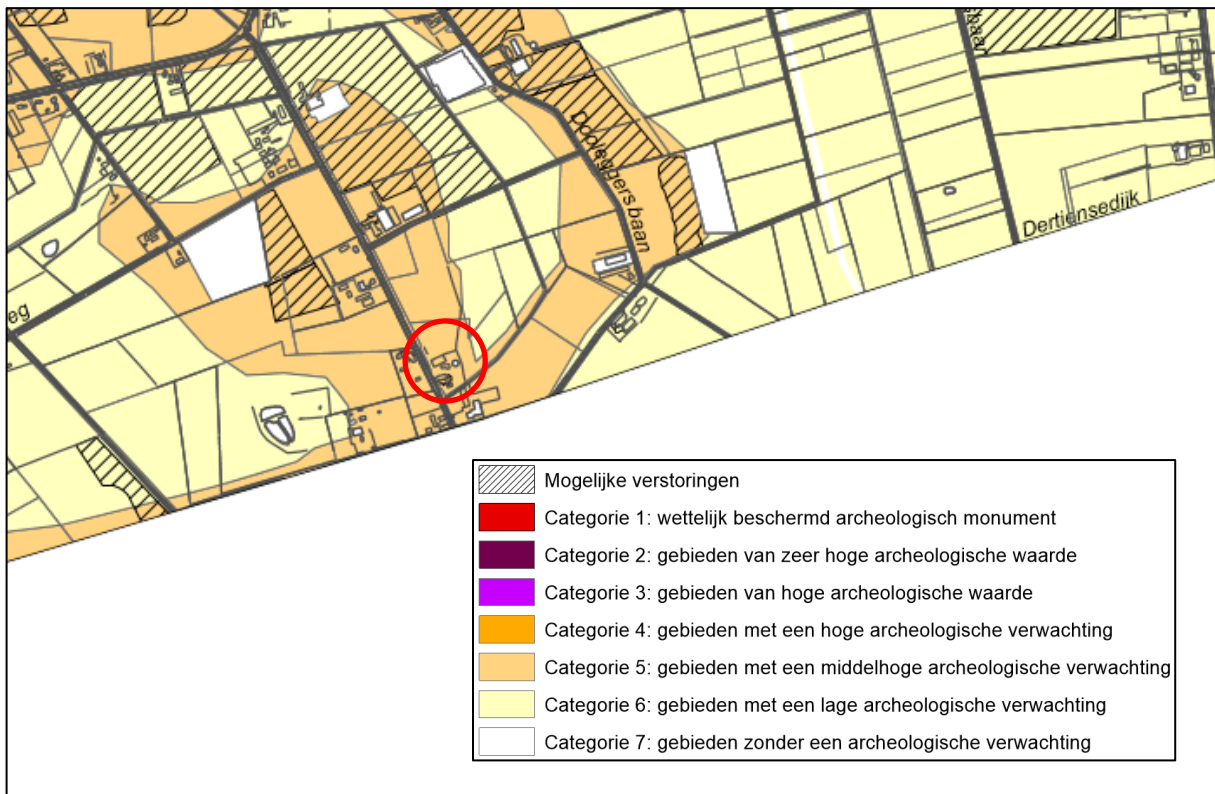 sbaan
Dooleggersbaan
Dertiensedijk
eg
Mogelijke verstoringen
Categorie 1: wettelijk beschermd archeologisch monument
Categorie 2: gebieden van zeer hoge archeologische waarde
Categorie 3: gebieden van hoge archeologische waarde
Categorie 4: gebieden met een hoge archeologische verwachting
Categorie 5: gebieden met een middelhoge archeologische verwachting
Categorie 6: gebieden met een lage archeologische verwachting
Categorie 7: gebieden zonder een archeologische verwachting